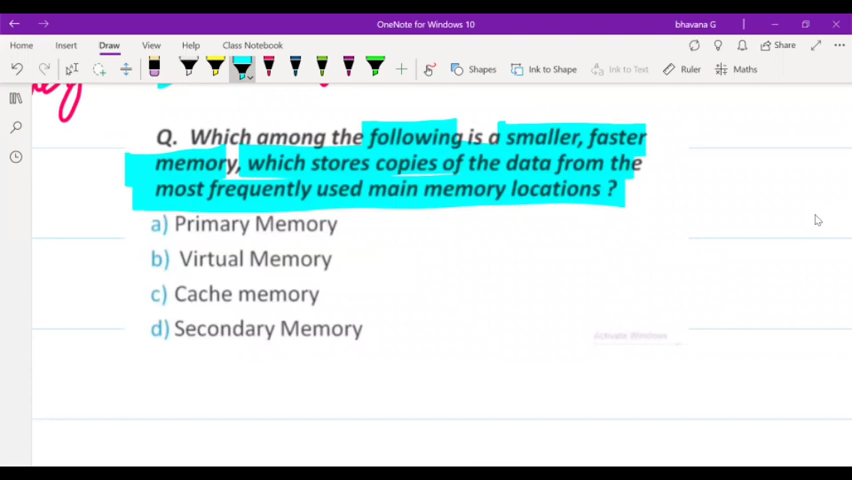 OneNote for Windows 10
bhavana G
Home Insert Draw View Help Class Notebook
Share
Shapes Ink to Shape Ink to Text Ruler Maths
Q. Which among the following is a smaller, faster
memory, which stores copies of the data from the
most frequently used main memory locations ?
a) Primary Memory
b) Virtual Memory
c) Cache memory
d) Secondary Memory
Activate Windows